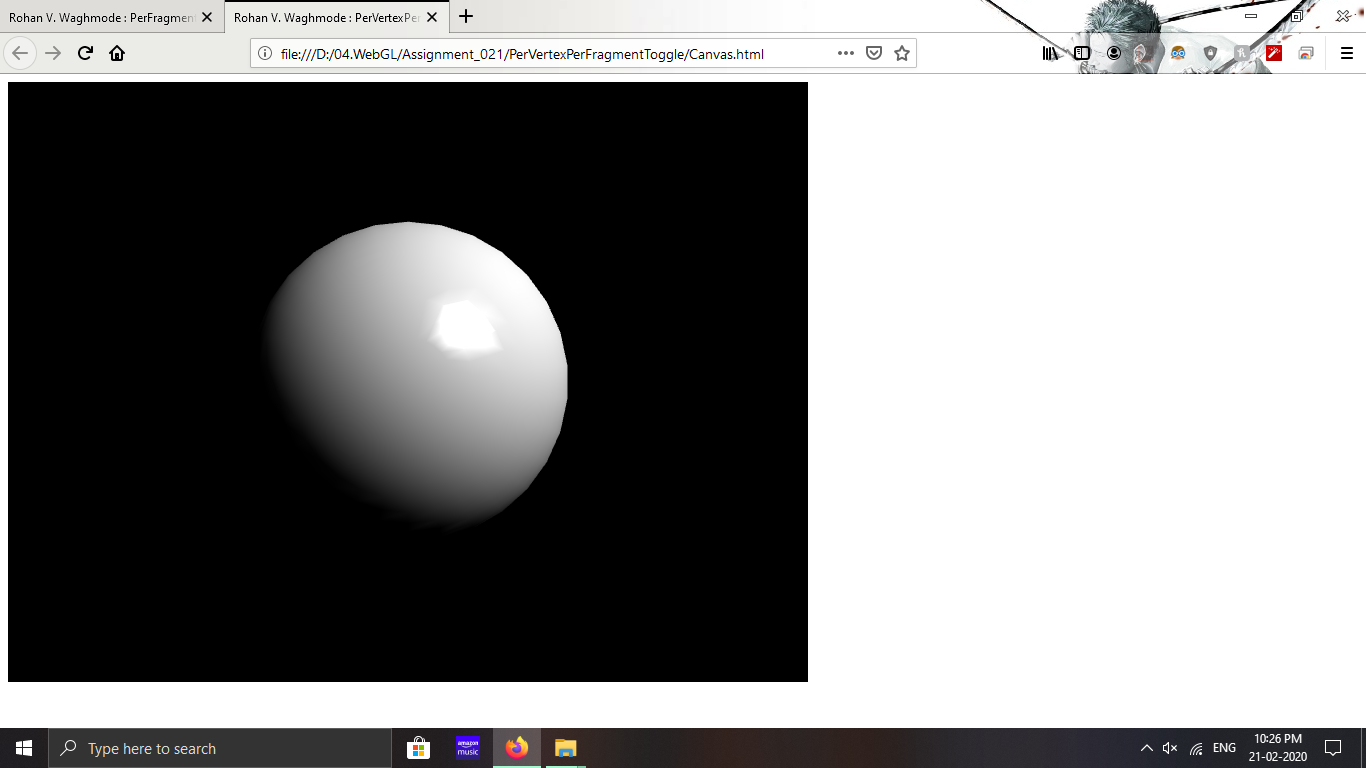 Rohan V. Waghmode : PerFragment
Rohan V. Waghmode : PerVertexPer
file:///D:/04.WebGL/Assignment_021/PerVertexPerFragmentToggle/Canvas.html
Type here to search
amazon
music
ENG
10:26 PM
21-02-2020